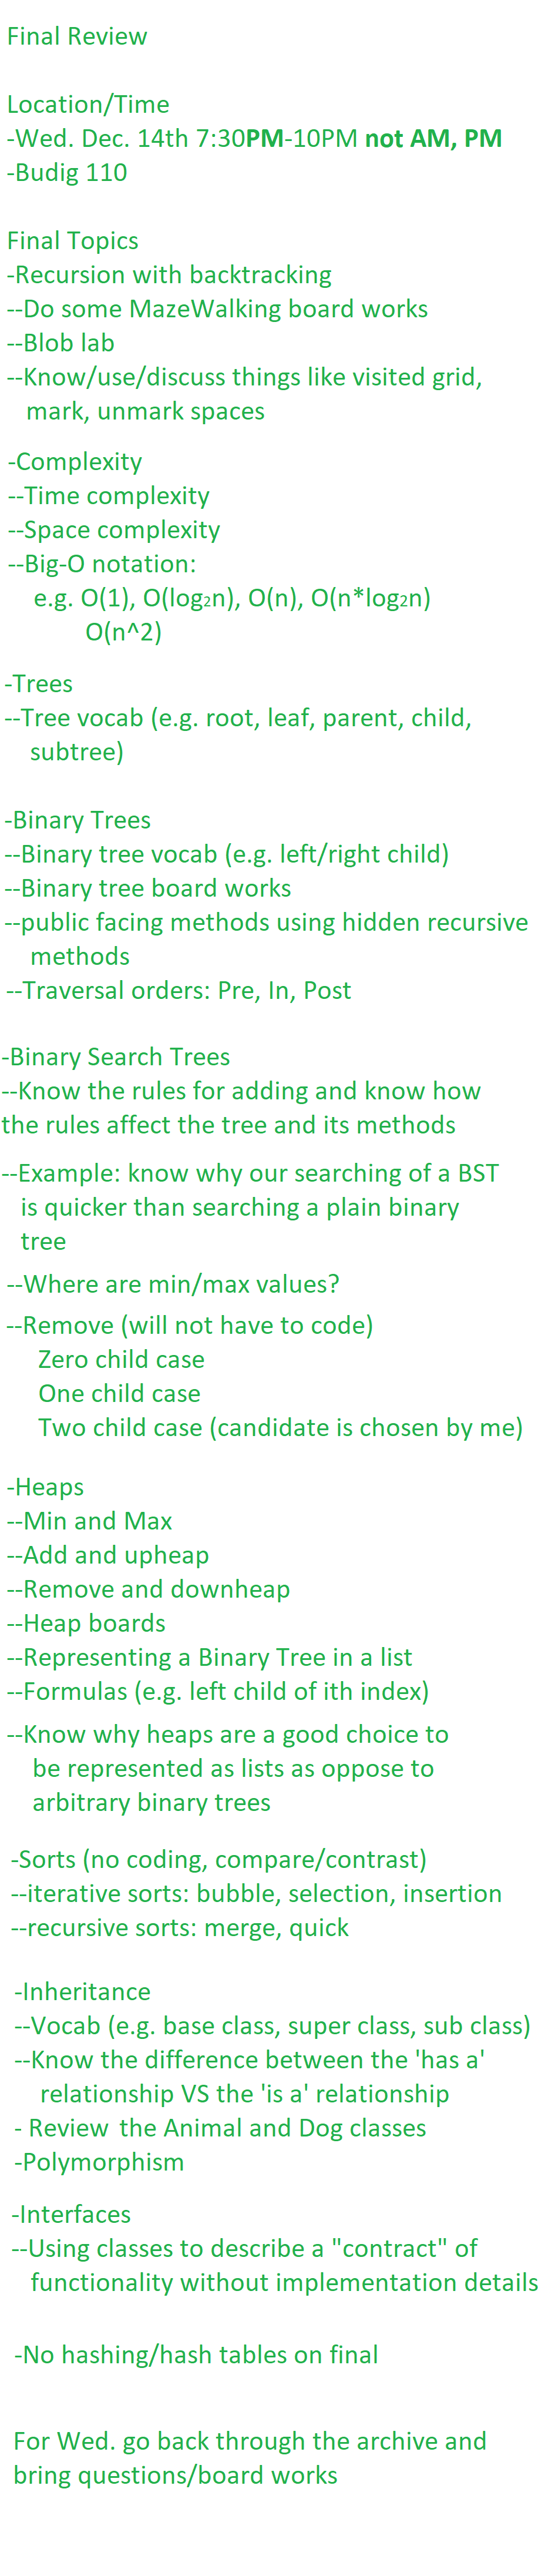 Final Review
Location/Time
-Wed. Dec. 14th 7:30PM-10PM not AM, PM
-Budig 110
Final Topics
-Recursion with backtracking
--Do some MazeWalking board works
--Blob lab
--Know/use/discuss things like visited grid,
mark, unmark spaces
-Complexity
--Time complexity
--Space complexity
--Big-O notation:
e.g. O(1), O(log2n), O(n), O(n*log2n)
O(n^2)
-Trees
--Tree vocab (e.g. root, leaf, parent, child,
subtree)
-Binary Trees
--Binary tree vocab (e.g. left/right child)
--Binary tree board works
--public facing methods using hidden recursive
methods
--Traversal orders: Pre, In, Post
-Binary Search Trees
--Know the rules for adding and know how
the rules affect the tree and its methods
--Example: know why our searching of a BST
is quicker than searching a plain binary
tree
--Where are min/max values?
--Remove (will not have to code)
Zero child case
One child case
Two child case (candidate is chosen by me)
-Heaps
--Min and Max
--Add and upheap
--Remove and downheap
--Heap boards
--Representing a Binary Tree in a list
--Formulas (e.g. left child of ith index)
--Know why heaps are a good choice to
be represented as lists as oppose to
arbitrary binary trees
-Sorts (no coding, compare/contrast)
--iterative sorts: bubble, selection, insertion
--recursive sorts: merge, quick
-Inheritance
--Vocab (e.g. base class, super class, sub class)
--Know the difference between the 'has a'
relationship VS the 'is a' relationship
- Review the Animal and Dog classes
-Polymorphism
-Interfaces
--Using classes to describe a "contract" of
functionality without implementation details
-No hashing/hash tables on final
For Wed. go back through the archive and
bring questions/board works